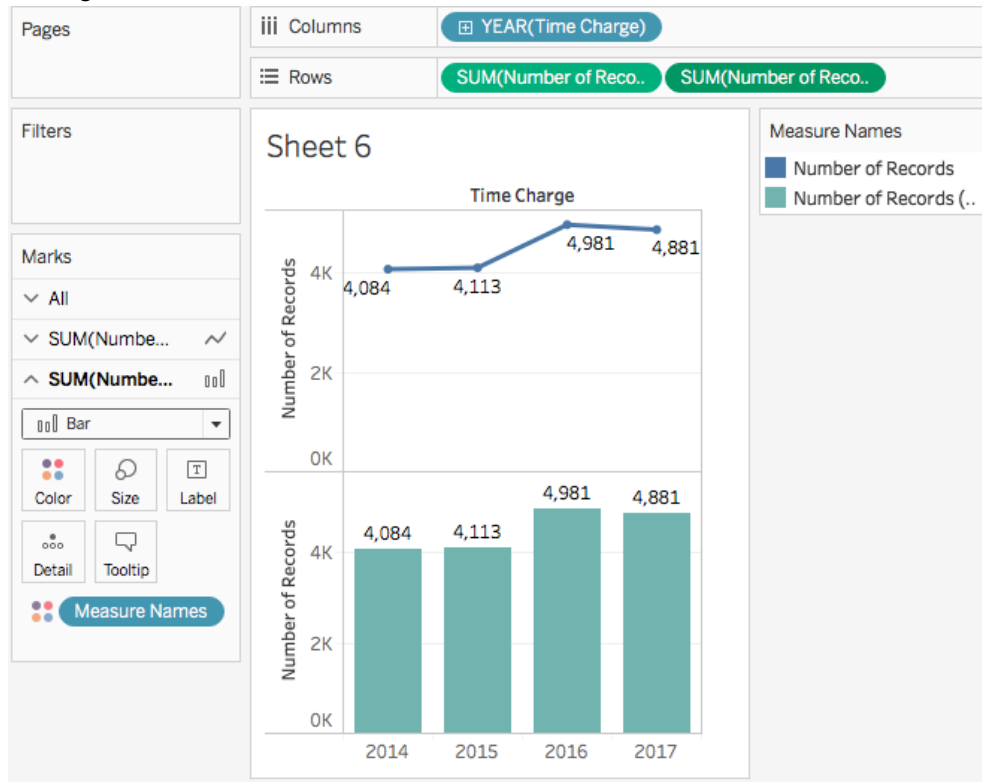 Pages
Columns
YEAR(Time Charge)
Rows
SUM(Number of Reco..
SUM(Number of Reco..
Filters
Marks
All
SUM(Numbe...
SUM(Numbe...
Bar
Color
Size
T
Label
Detail
Tooltip
Measure Names
Sheet 6
Time Charge
Number of Records
4K
2K
0K
4,084
4,113
4,981
4,881
Number of Records
4K
2K
0K
4,084
4,113
4,981
4,881
2014
2015
2016
2017
Measure Names
Number of Records
Number of Records (..